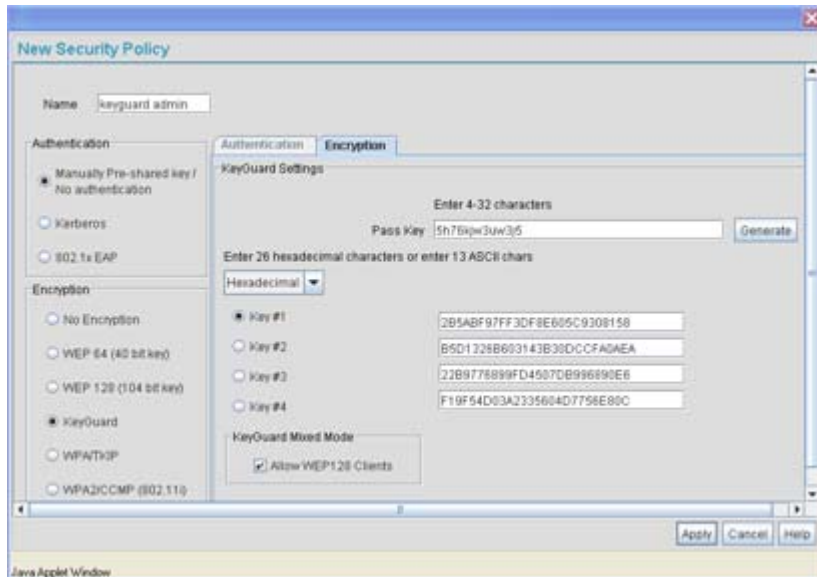 New Security Policy
Name keyguard admin
Authentication
Manually Pre-shared key / No authentication
Kerberos
802.1x EAP
Encryption
No Encryption
WEP 64 (40 bit key)
WEP 128 (104 bit key)
KeyGuard
WPA/TKIP
WPA2/CCMP (802.11i)
Authentication Encryption
KeyGuard Settings
Enter 4-32 characters
Pass Key Generate
Enter 26 hexadecimal characters or enter 13 ASCII chars
Hexadecimal
Key #1 2B5ABF97FF3DF8E605C9308158
Key #2 B5D1326B603143B30DCCFA0AEA
Key #3 22B9776899FD4507DB996890E6
Key #4 F19F54D03A2335604D7756E80C
KeyGuard Mixed Mode
Allow WEP128 Clients
Apply Cancel Help
Java Applet Window